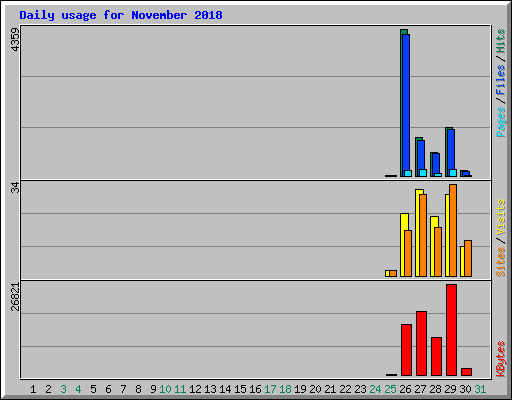 Daily usage for November 2018
4359
Pages / Files / Hits
34
Sites / Visits
26821
KBytes
1 2 3 4 5 6 7 8 9 10 11 12 13 14 15 16 17 18 19 20 21 22 23 24 25 26 27 28 29 30 31